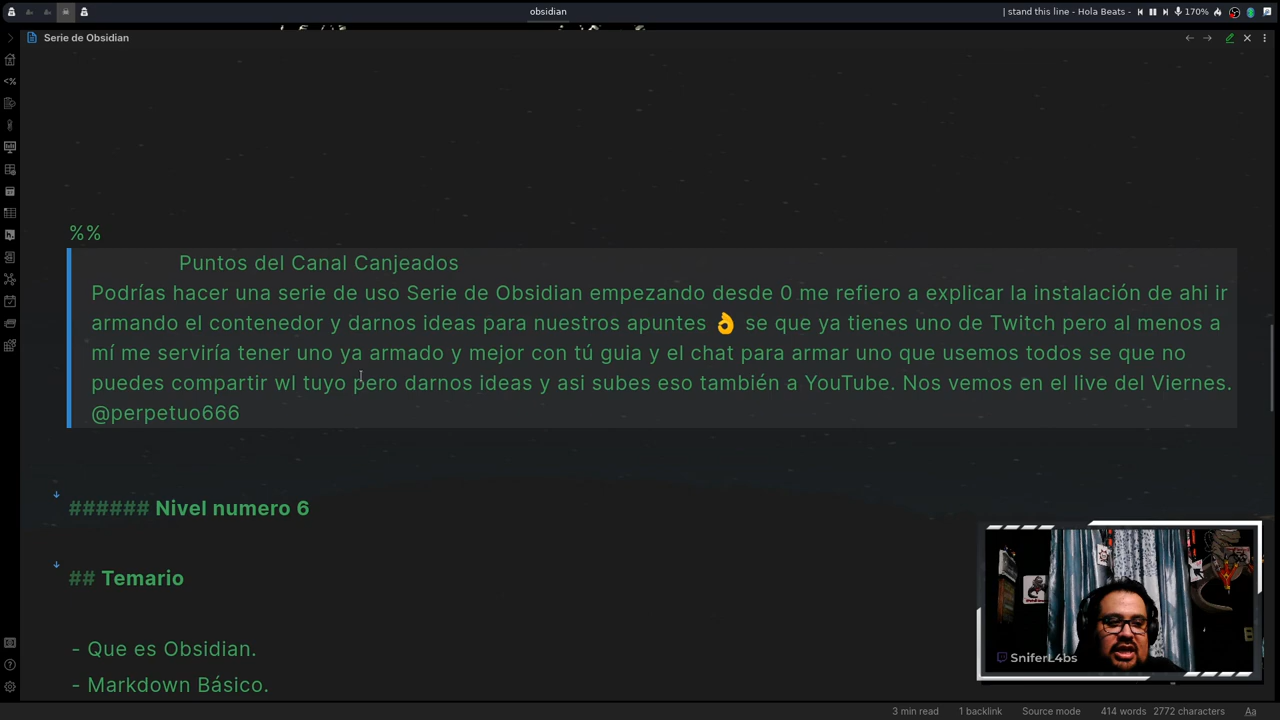 obsidian
| stand this line - Hola Beats -
170%
Serie de Obsidian
%%
Puntos del Canal Canjeados
Podrías hacer una serie de uso Serie de Obsidian empezando desde 0 me refiero a explicar la instalación de ahi ir
armando el contenedor y darnos ideas para nuestros apuntes 👌 se que ya tienes uno de Twitch pero al menos a
mí me serviría tener uno ya armado y mejor con tú guia y el chat para armar uno que usemos todos se que no
puedes compartir wl tuyo pero darnos ideas y asi subes eso también a YouTube. Nos vemos en el live del Viernes.
@perpetuo666
###### Nivel numero 6
## Temario
- Que es Obsidian.
- Markdown Básico.
SniferL4bs
3 min read 1 backlink Source mode 414 words 2772 characters Aa